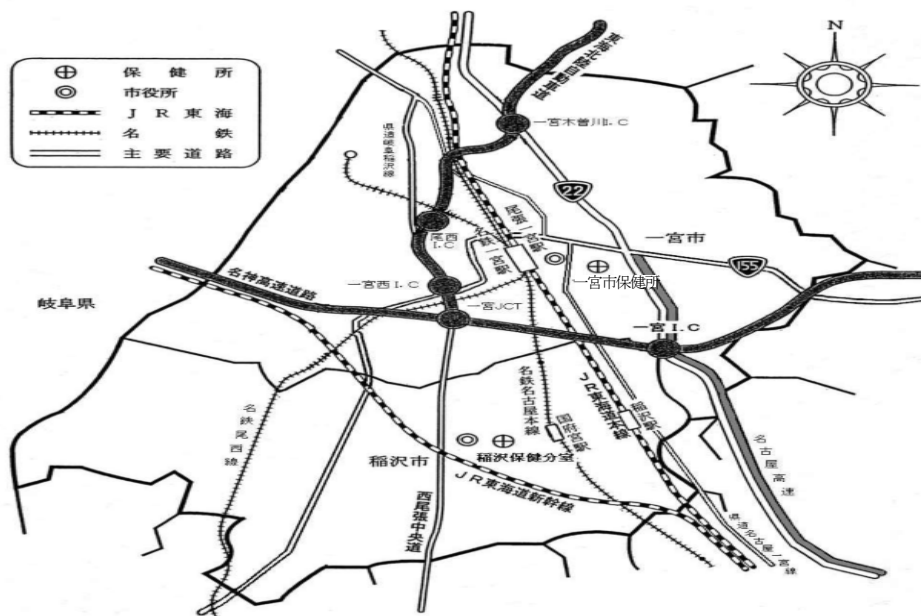 N
保健所
市役所
JR東海
名鉄
主要道路
東海北陸自動車道
一宮木曽川I.C
県道岐阜稲沢線
22
尾西I.C
尾張一宮駅
名鉄一宮駅
一宮市
155
一宮市保健所
名神高速道路
一宮西I.C
一宮JCT
岐阜県
一宮I.C
名鉄尾西線
名鉄名古屋本線
JR東海道本線
稲沢駅
国府宮駅
稲沢市
稲沢保健分室
JR東海道新幹線
西尾張中央道
名古屋高速
県道名古屋一宮線